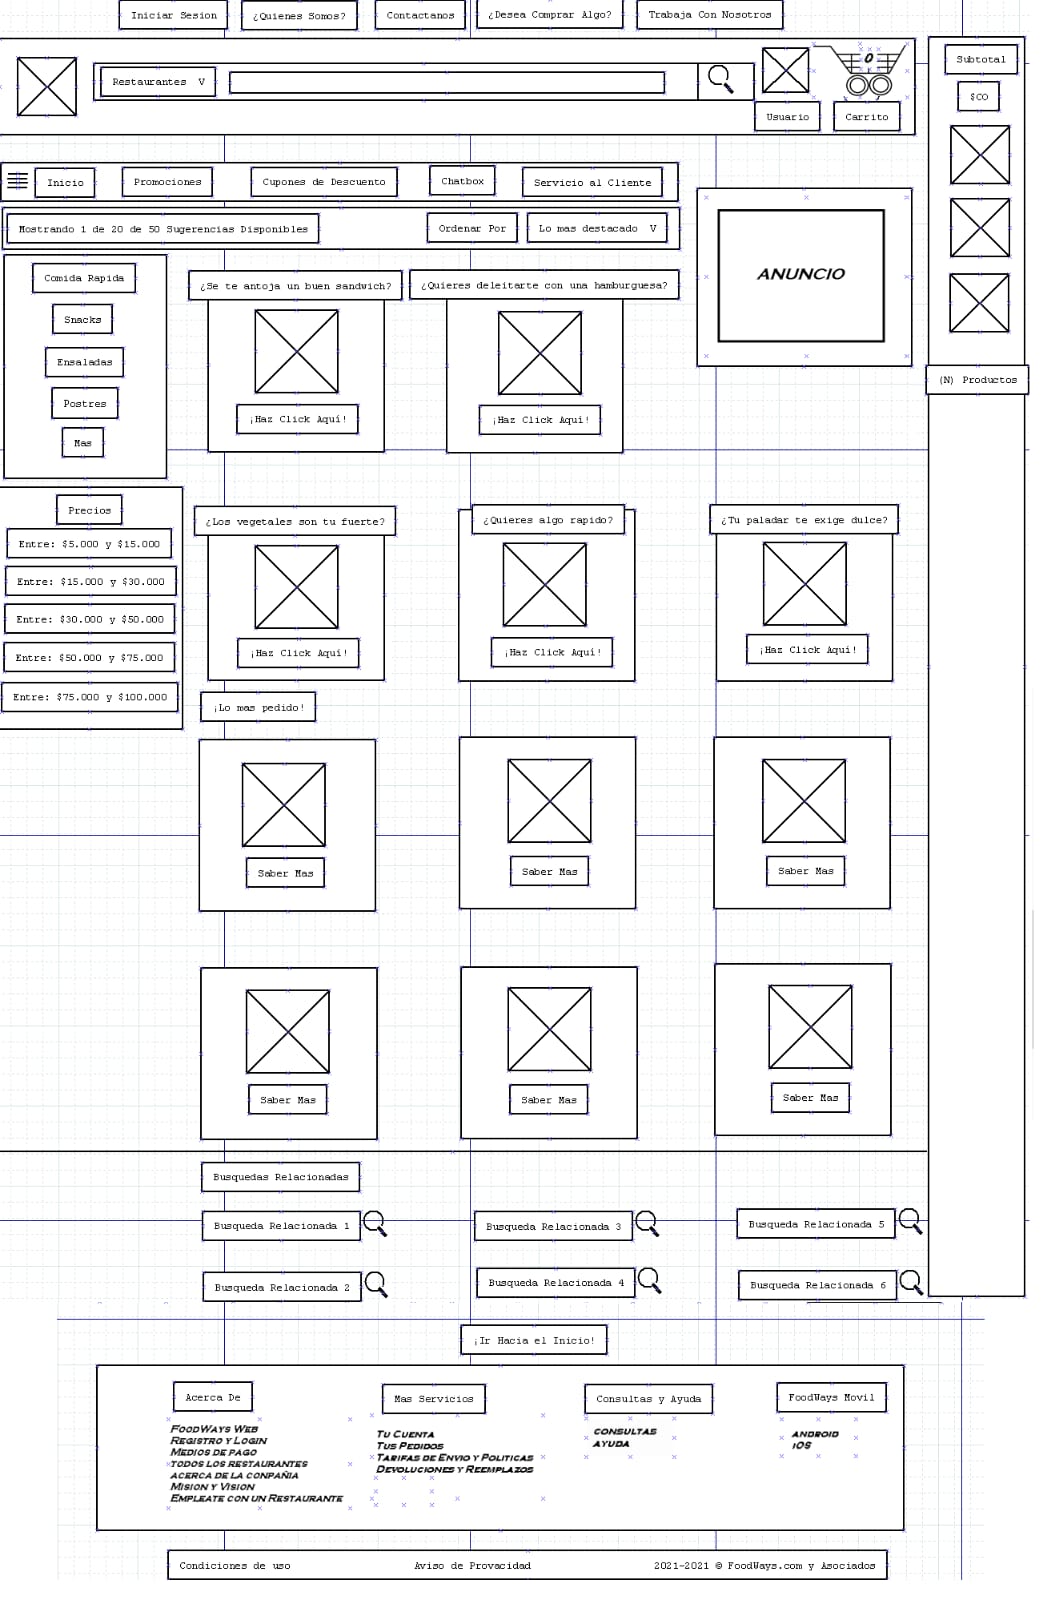 Iniciar Sesion
¿Quienes Somos?
Contactanos
¿Desea Comprar Algo?
Trabaja Con Nosotros
Restaurantes V
0
Usuario
Carrito
Subtotal
$CO
Inicio
Promociones
Cupones de Descuento
Chatbox
Servicio al Cliente
Mostrando 1 de 20 de 50 Sugerencias Disponibles
Ordenar Por
Lo mas destacado V
ANUNCIO
(N) Productos
Comida Rapida
Snacks
Ensaladas
Postres
Mas
¿Se te antoja un buen sandwich?
¡Haz Click Aquí!
¿Quieres deleitarte con una hamburguesa?
¡Haz Click Aquí!
Precios
Entre: $5.000 y $15.000
Entre: $15.000 y $30.000
Entre: $30.000 y $50.000
Entre: $50.000 y $75.000
Entre: $75.000 y $100.000
¿Los vegetales son tu fuerte?
¡Haz Click Aquí!
¿Quieres algo rapido?
¡Haz Click Aquí!
¿Tu paladar te exige dulce?
¡Haz Click Aquí!
¡Lo mas pedido!
Saber Mas
Saber Mas
Saber Mas
Saber Mas
Saber Mas
Saber Mas
Busquedas Relacionadas
Busqueda Relacionada 1
Busqueda Relacionada 3
Busqueda Relacionada 5
Busqueda Relacionada 2
Busqueda Relacionada 4
Busqueda Relacionada 6
¡Ir Hacia el Inicio!
Acerca De
FoodWays Web
Registro y Login
Medios de pago
todos los restaurantes
acerca de la conpañia
Mision y Vision
Empleate con un Restaurante
Mas Servicios
Tu Cuenta
Tus Pedidos
Tarifas de Envio y Politicas
Devoluciones y Reemplazos
Consultas y Ayuda
consultas
ayuda
FoodWays Movil
android
iOS
Condiciones de uso
Aviso de Provacidad
2021-2021 © FoodWays.com y Asociados